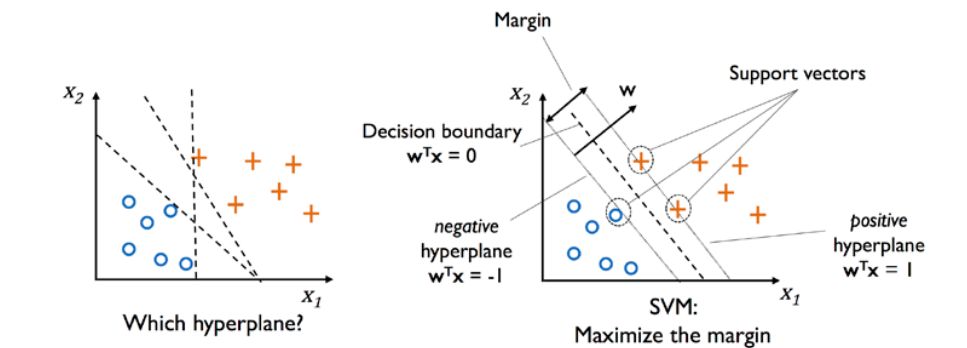 X₂
X₁
Which hyperplane?
Margin
X₂
w
Support vectors
Decision boundary
wᵀx = 0
negative
hyperplane
wᵀx = -1
positive
hyperplane
wᵀx = 1
X₁
SVM:
Maximize the margin